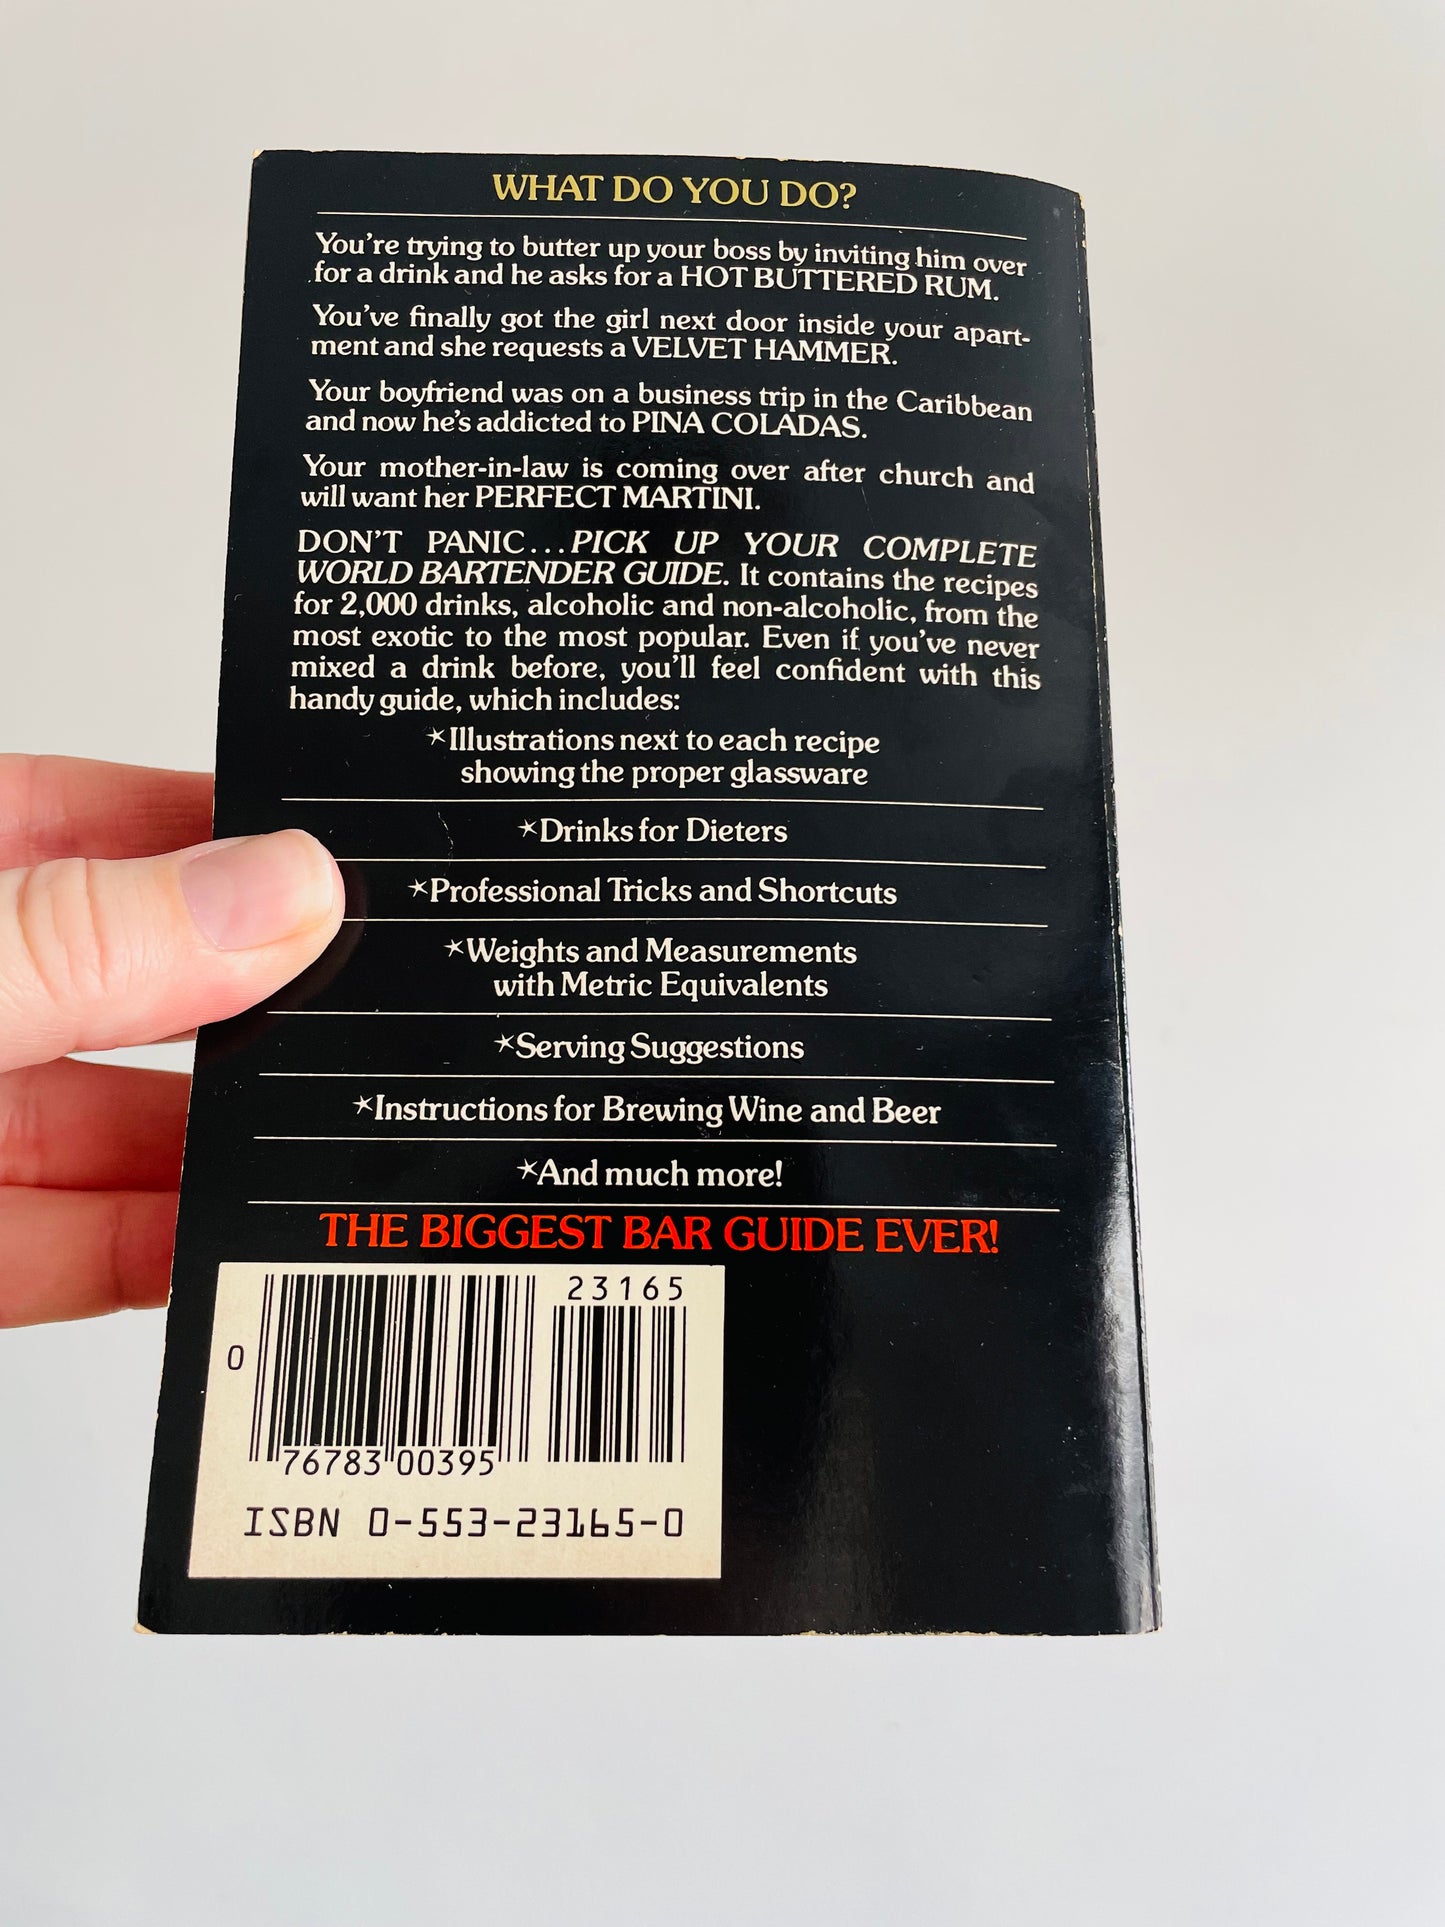 WHAT DO YOU DO?
You're trying to butter up your boss by inviting him over
for a drink and he asks for a HOT BUTTERED RUM.
You've finally got the girl next door inside your apart-
ment and she requests a VELVET HAMMER.
Your boyfriend was on a business trip in the Caribbean
and now he's addicted to PINA COLADAS.
Your mother-in-law is coming over after church and
will want her PERFECT MARTINI.
DON'T PANIC...PICK UP YOUR COMPLETE
WORLD BARTENDER GUIDE. It contains the recipes
for 2,000 drinks, alcoholic and non-alcoholic, from the
most exotic to the most popular. Even if you've never
mixed a drink before, you'll feel confident with this
handy guide, which includes:
*Illustrations next to each recipe
showing the proper glassware
*Drinks for Dieters
*Professional Tricks and Shortcuts
*Weights and Measurements
with Metric Equivalents
*Serving Suggestions
*Instructions for Brewing Wine and Beer
*And much more!
THE BIGGEST BAR GUIDE EVER!
23165
0
76783 00395
ISBN 0-553-23165-0